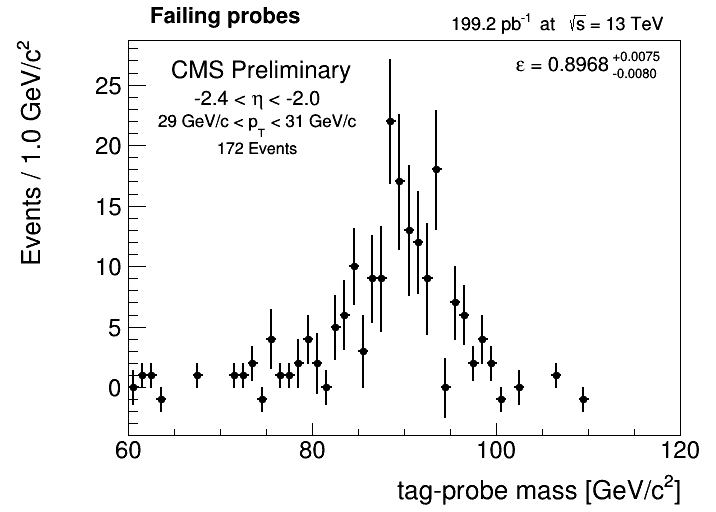 Failing probes
199.2 pb⁻¹ at √s = 13 TeV
CMS Preliminary
-2.4 < η < -2.0
29 GeV/c < p_T < 31 GeV/c
172 Events
ε = 0.8968 +0.0075 -0.0080
Events / 1.0 GeV/c²
25
20
15
10
5
0
60 80 100 120
tag-probe mass [GeV/c²]